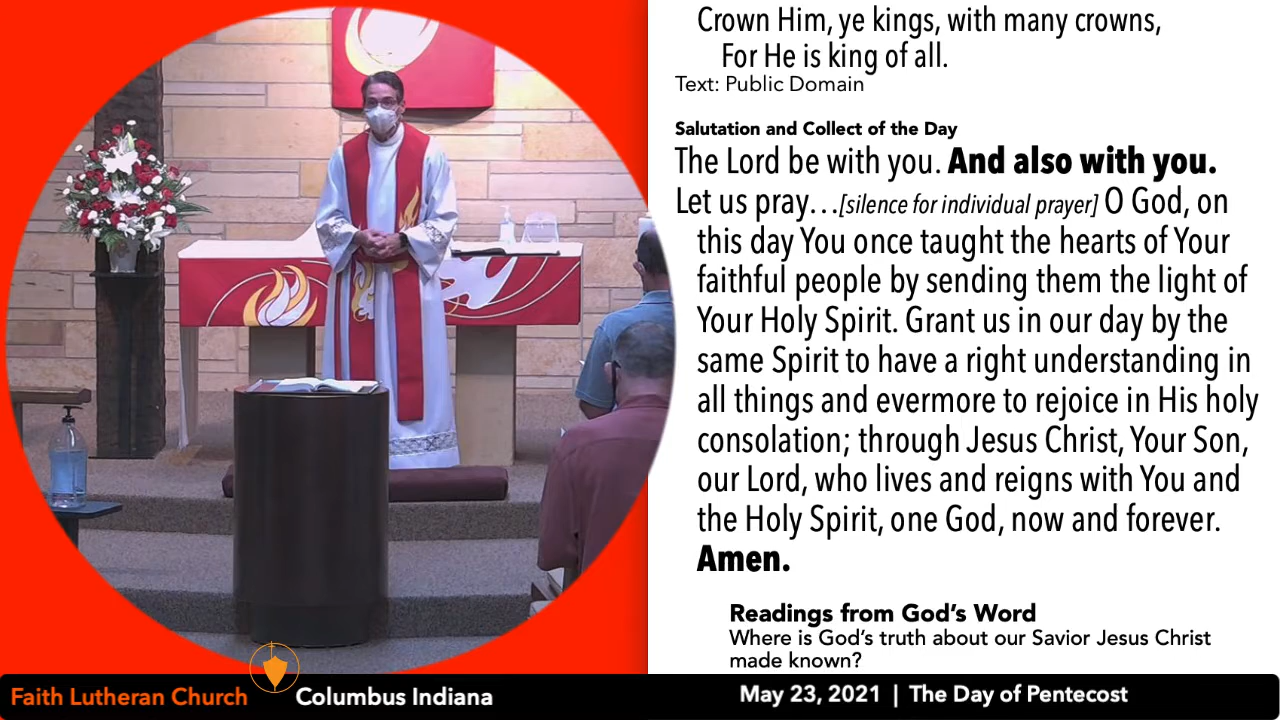 Crown Him, ye kings, with many crowns,
For He is king of all.
Text: Public Domain
Salutation and Collect of the Day
The Lord be with you. And also with you.
Let us pray…[silence for individual prayer] O God, on
this day You once taught the hearts of Your
faithful people by sending them the light of
Your Holy Spirit. Grant us in our day by the
same Spirit to have a right understanding in
all things and evermore to rejoice in His holy
consolation; through Jesus Christ, Your Son,
our Lord, who lives and reigns with You and
the Holy Spirit, one God, now and forever.
Amen.
Readings from God’s Word
Where is God’s truth about our Savior Jesus Christ
made known?
Faith Lutheran Church Columbus Indiana
May 23, 2021 | The Day of Pentecost